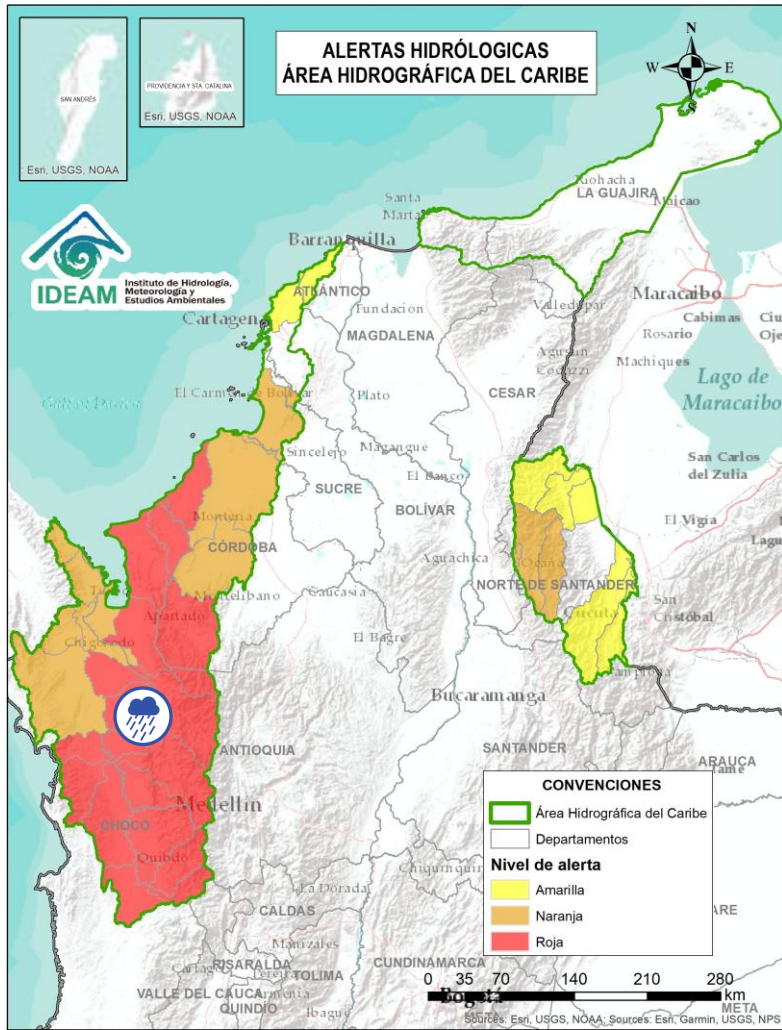 ALERTAS HIDRÓLOGICAS
ÁREA HIDROGRÁFICA DEL CARIBE
N
W
E
S
SAN ANDRÉS
Esri, USGS, NOAA
PROVIDENCIA Y STA. CATALINA
Esri, USGS, NOAA
IDEAM
Instituto de Hidrología,
Meteorología y
Estudios Ambientales
Riohacha
LA GUAJIRA
Maicao
Santa
Marta
Barranquilla
ATLÁNTICO
Cartagena
Fundación
MAGDALENA
Valledupar
Maracaibo
Cabimas
Rosario
Machiques
Agustín
Codazzi
CESAR
Lago de
Maracaibo
El Carmen de Bolívar
Plato
Sincelejo
Magangue
El Banco
SUCRE
BOLÍVAR
San Carlos
del Zulia
El Vigía
Montería
CÓRDOBA
Aguachica
Ocaña
NORTE DE SANTANDER
Montelibano
Caucasia
Cúcuta
San
Cristóbal
Apartado
El Bagre
Chigorodo
Pamplona
Bucaramanga
ANTIOQUIA
SANTANDER
ARAUCA
Medellín
CHOCÓ
Quibdó
La Dorada
CALDAS
Manizales
RISARALDA
Pereira
TOLIMA
CUNDINAMARCA
VALLE DEL CAUCA
Armenia
QUINDÍO
Ibague
Bogotá
META
META
CONVENCIONES
Área Hidrográfica del Caribe
Departamentos
Nivel de alerta
Amarilla
Naranja
Roja
0 35 70 140 210 280
km
Sources: Esri, USGS, NOAA; Sources: Esri, Garmin, USGS, NPS